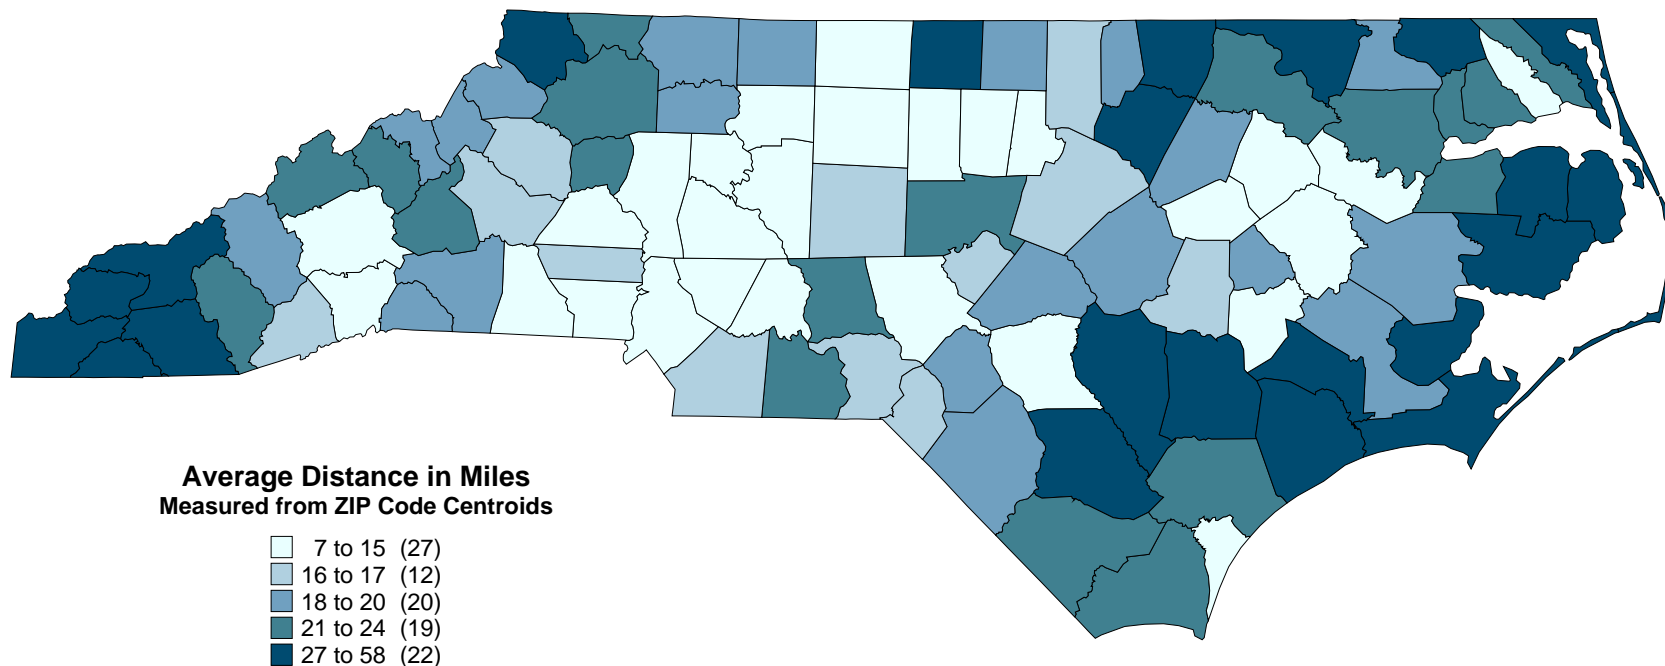 Average Distance in Miles
Measured from ZIP Code Centroids
7 to 15 (27)
16 to 17 (12)
18 to 20 (20)
21 to 24 (19)
27 to 58 (22)